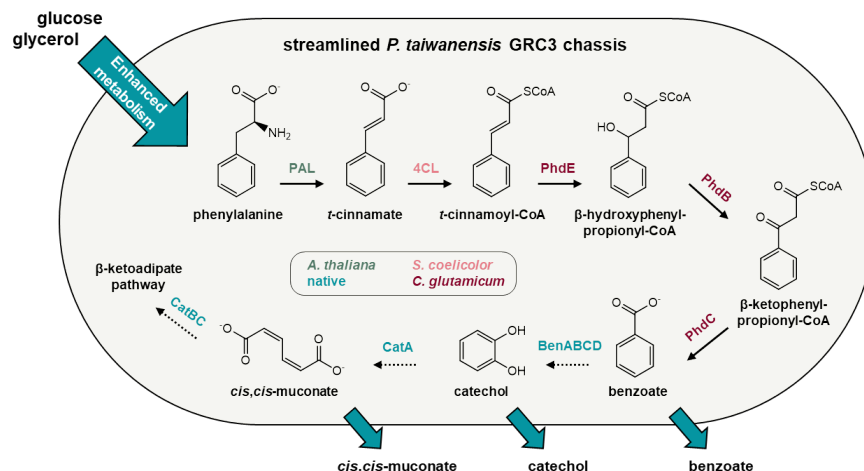 glucose
glycerol
Enhanced
metabolism
streamlined P. taiwanensis GRC3 chassis
O
O-
NH2
phenylalanine
PAL
O
O-
t-cinnamate
4CL
O
SCoA
t-cinnamoyl-CoA
PhdE
O
SCoA
HO
β-hydroxyphenyl-
propionyl-CoA
PhdB
O
SCoA
O
β-ketophenyl-
propionyl-CoA
A. thaliana
S. coelicolor
native
C. glutamicum
PhdC
O
O-
benzoate
BenABCD
OH
OH
catechol
CatA
-O
O
O
O-
cis,cis-muconate
CatBC
β-ketoadipate
pathway
cis,cis-muconate
catechol
benzoate